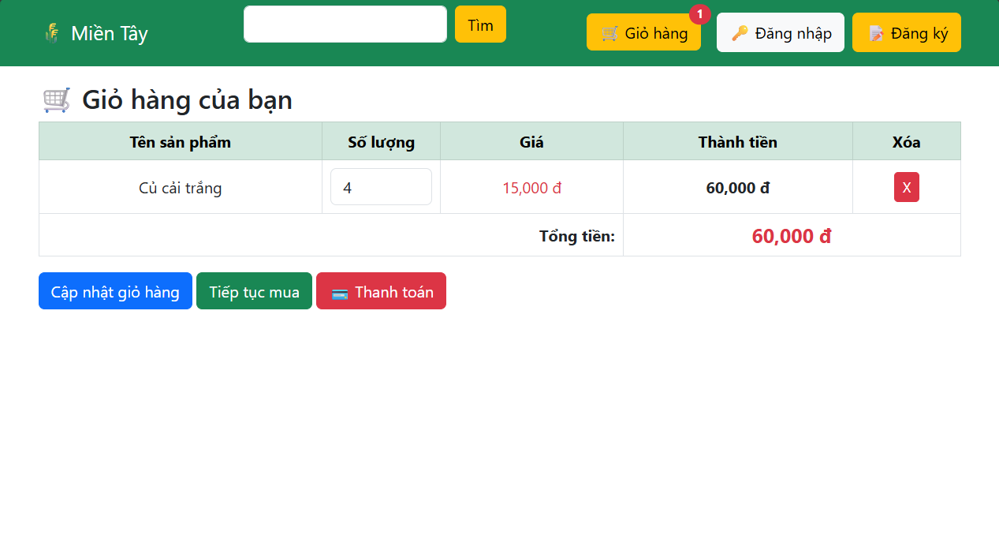 Miền Tây
Tìm
Giỏ hàng
1
Đăng nhập
Đăng ký
Giỏ hàng của bạn
Tên sản phẩm Số lượng Giá Thành tiền Xóa
Củ cải trắng 4 15,000 đ 60,000 đ X
Tổng tiền: 60,000 đ
Cập nhật giỏ hàng Tiếp tục mua Thanh toán